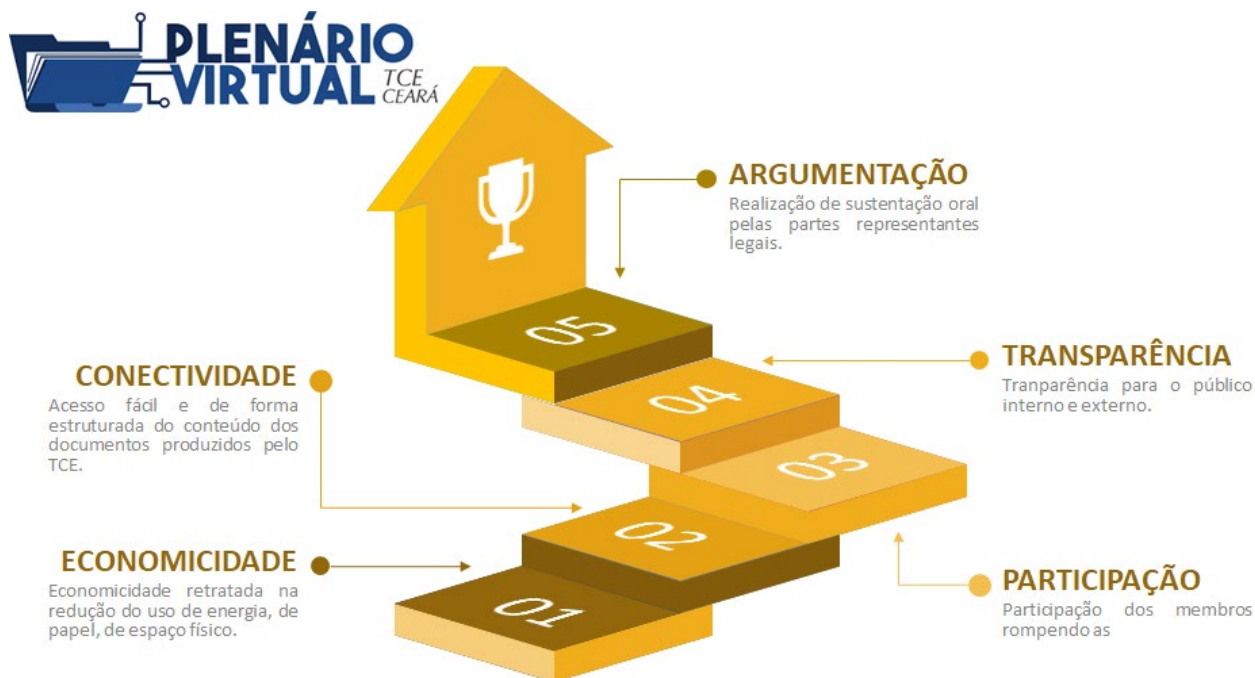 PLENÁRIO
VIRTUAL TCE
CEARÁ
ARGUMENTAÇÃO
Realização de sustentação oral
pelas partes representantes
legais.
05
CONECTIVIDADE
Acesso fácil e de forma
estruturada do conteúdo dos
documentos produzidos pelo
TCE.
04
TRANSPARÊNCIA
Tranparência para o público
interno e externo.
03
02
ECONOMICIDADE
Economicidade retratada na
redução do uso de energia, de
papel, de espaço físico.
01
PARTICIPAÇÃO
Participação dos membros
rompendo as